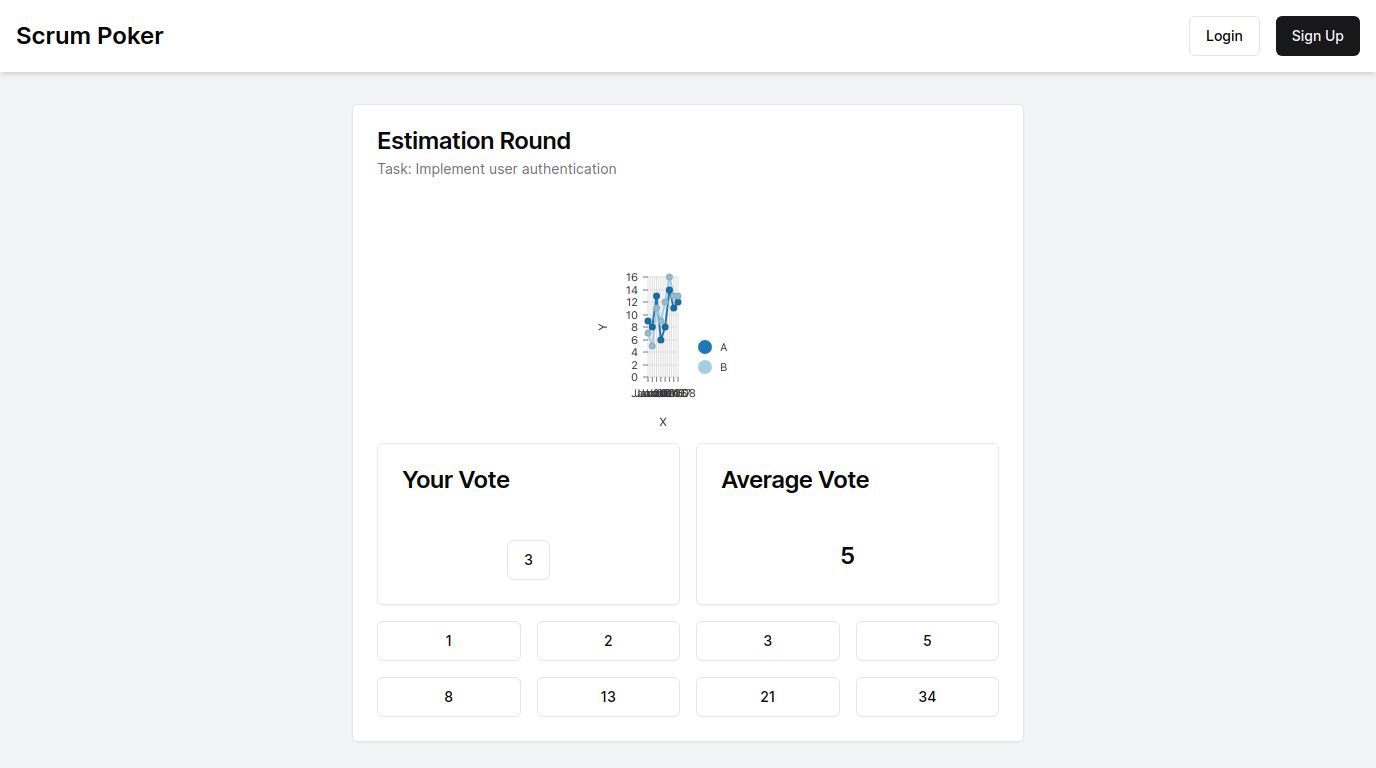 Scrum Poker
Login
Sign Up
Estimation Round
Task: Implement user authentication
16
14
12
10
8
6
4
2
0
Y
A
B
X
Your Vote
Average Vote
3
5
1
2
3
5
8
13
21
34